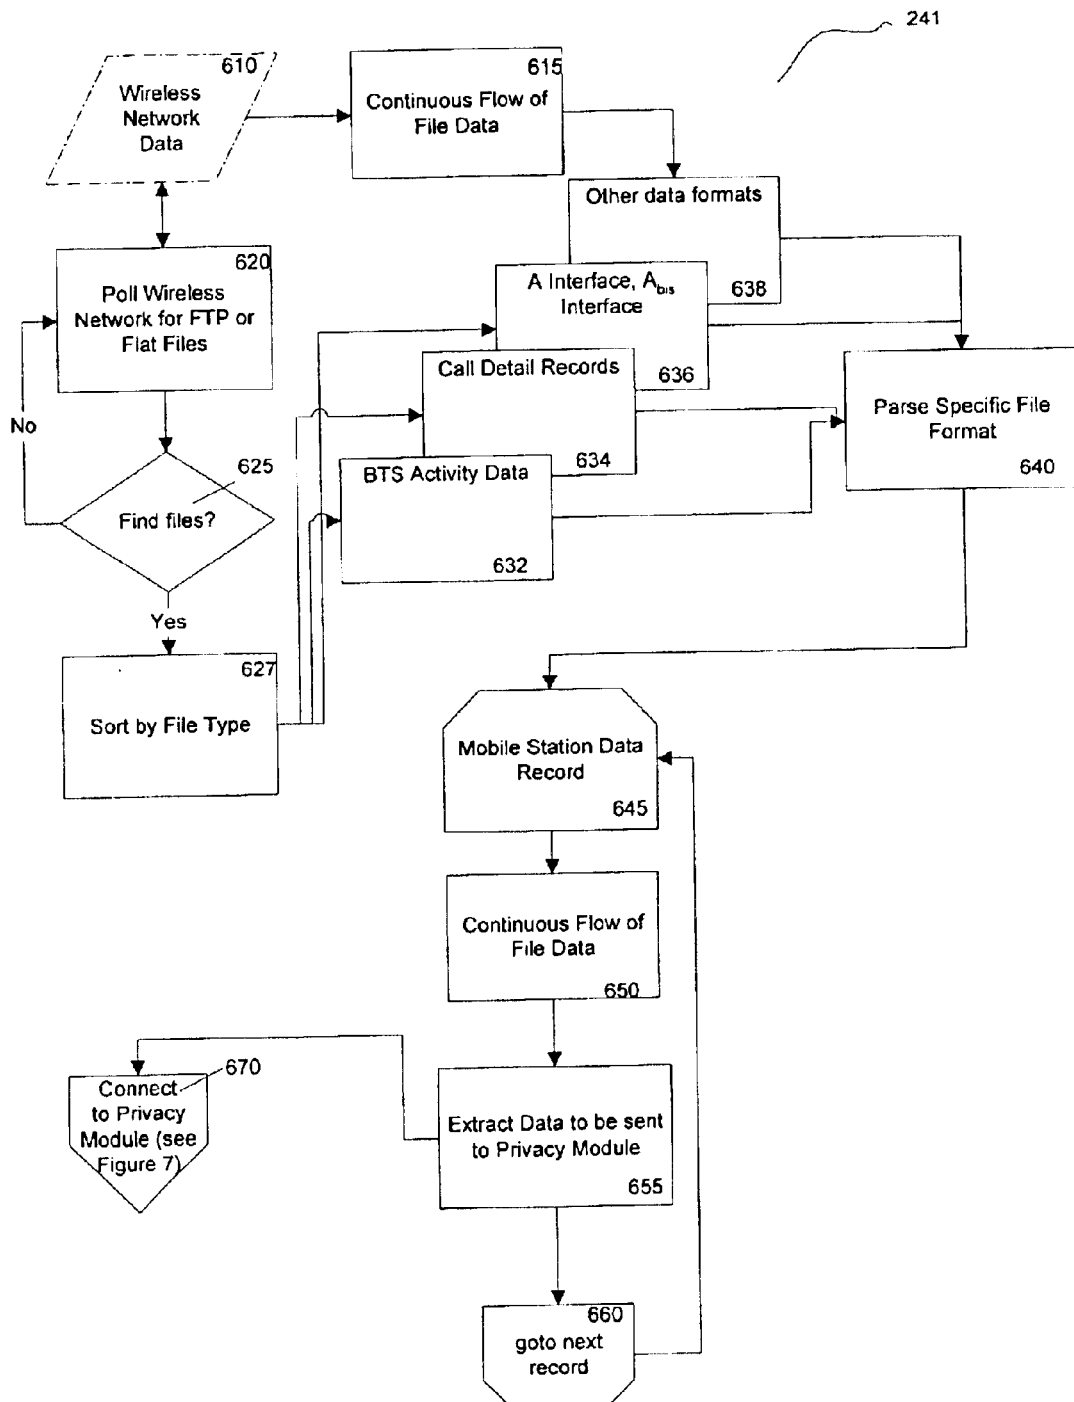 241
610
Wireless
Network
Data
615
Continuous Flow of
File Data
Other data formats
638
620
Poll Wireless
Network for FTP or
Flat Files
A Interface, Abis
Interface
636
Call Detail Records
634
Parse Specific File
Format
640
No
625
Find files?
BTS Activity Data
632
Yes
627
Sort by File Type
Mobile Station Data
Record
645
Continuous Flow of
File Data
650
670
Connect
to Privacy
Module (see
Figure 7)
Extract Data to be sent
to Privacy Module
655
660
goto next
record